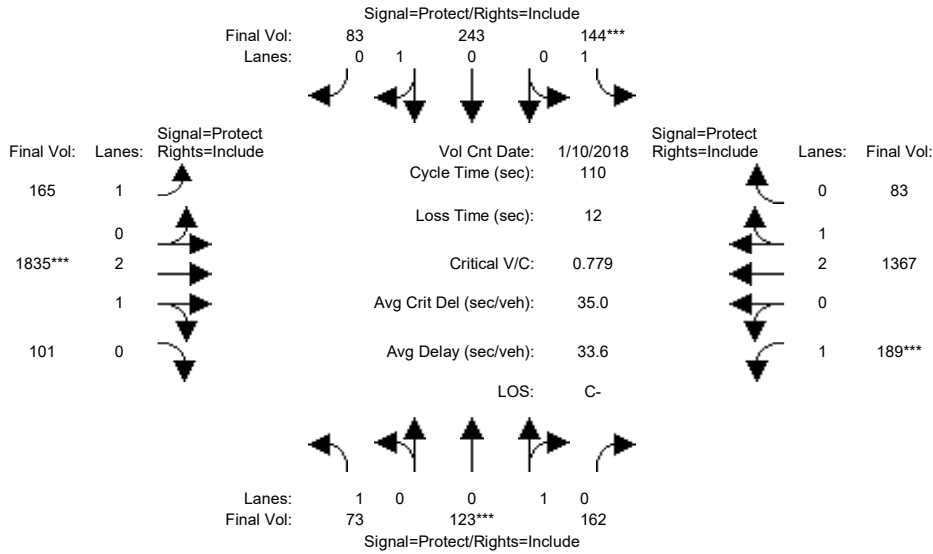 Signal=Protect/Rights=Include
Final Vol: 83 243 144***
Lanes: 0 1 0 0 1
Signal=Protect
Final Vol: Lanes: Rights=Include
Vol Cnt Date: 1/10/2018
Signal=Protect
Rights=Include Lanes: Final Vol:
Cycle Time (sec): 110
165 1
0 83
Loss Time (sec): 12
0
1
1835*** 2
Critical V/C: 0.779
2 1367
1
Avg Crit Del (sec/veh): 35.0
0
101 0
Avg Delay (sec/veh): 33.6
1 189***
LOS: C-
Lanes: 1 0 0 1 0
Final Vol: 73 123*** 162
Signal=Protect/Rights=Include